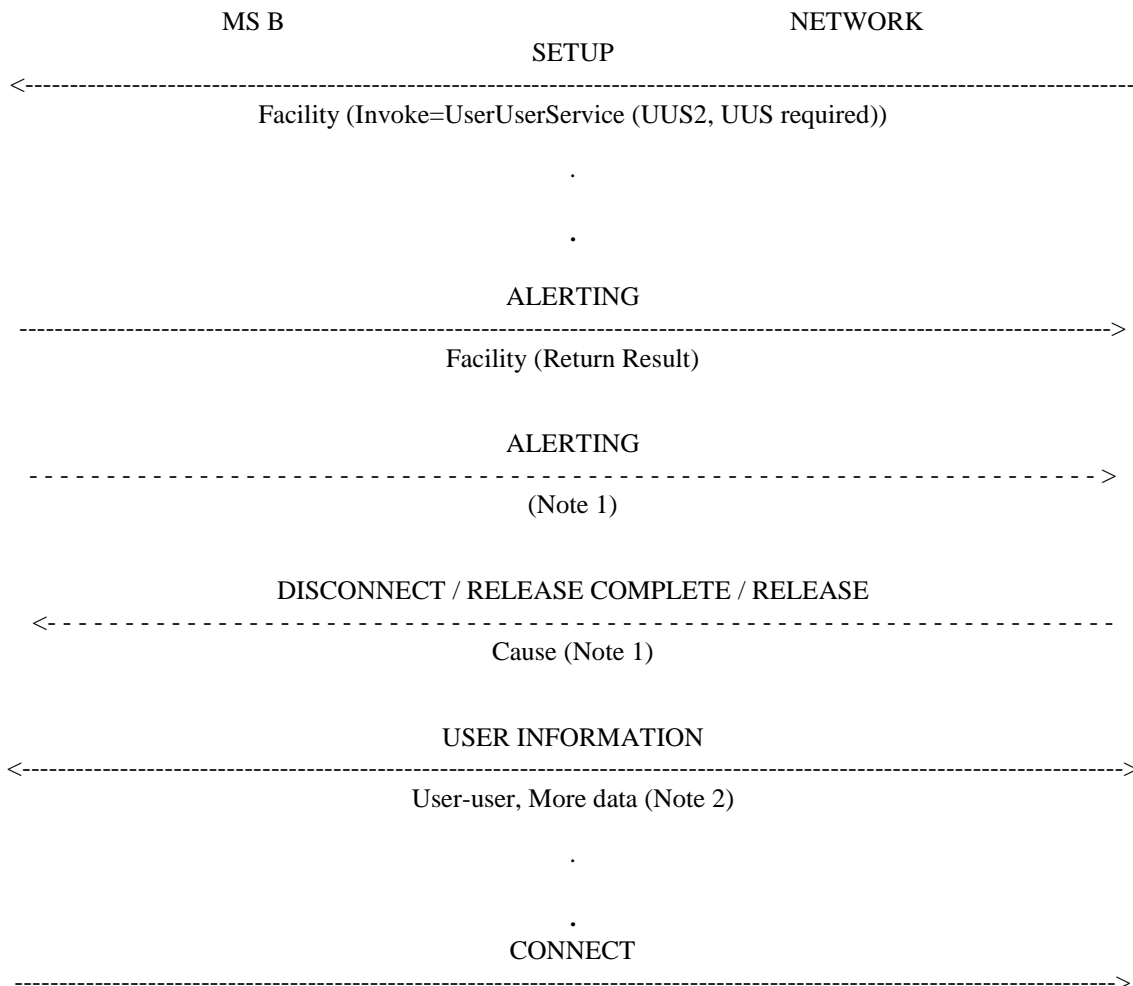 MS B NETWORK
SETUP
<------------------------------------------------------------------------------------------------------------------------------
Facility (Invoke=UserUserService (UUS2, UUS required))
.
.
ALERTING
--------------------------------------------------------------------------------------------------------------------------->
Facility (Return Result)
ALERTING
- - - - - - - - - - - - - - - - - - - - - - - - - - - - - - - - - - - - - - - - - - - - - - - - - - - - - - - - - - - - - - - - - - - - - - >
(Note 1)
DISCONNECT / RELEASE COMPLETE / RELEASE
<- - - - - - - - - - - - - - - - - - - - - - - - - - - - - - - - - - - - - - - - - - - - - - - - - - - - - - - - - - - - - - - - - - - - - -
Cause (Note 1)
USER INFORMATION
<---------------------------------------------------------------------------------------------------------------------------->
User-user, More data (Note 2)
.
.
CONNECT
---------------------------------------------------------------------------------------------------------------------------->